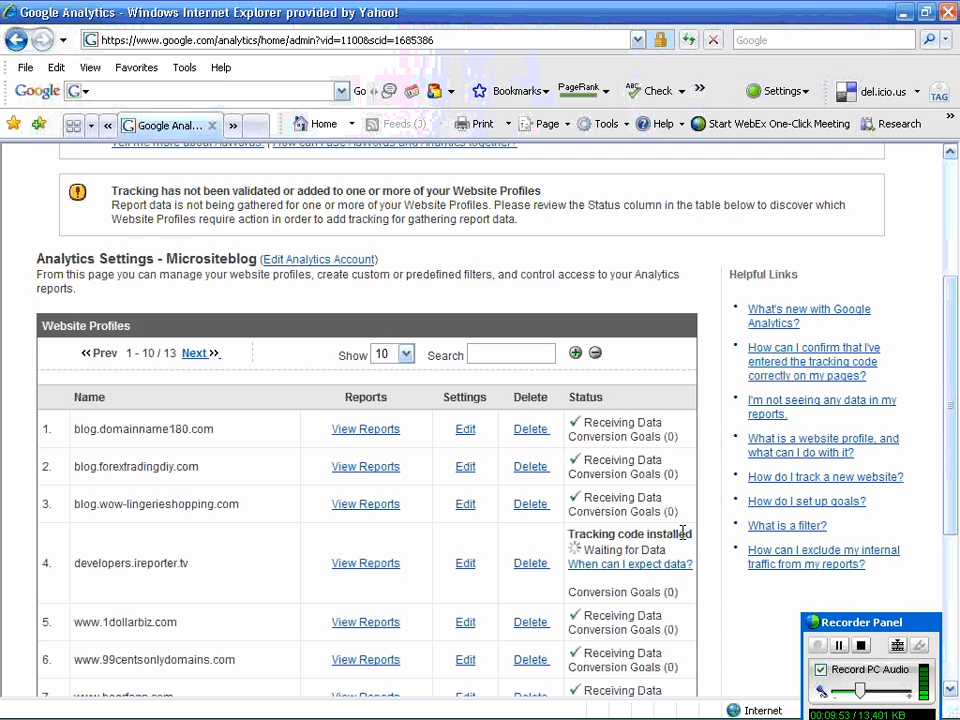 Google Analytics - Windows Internet Explorer provided by Yahoo!
https://www.google.com/analytics/home/admin?vid=1100&scid=1685386
Google
File Edit View Favorites Tools Help
Google G Go Bookmarks PageRank ABC Check » Settings del.icio.us TAG
« Google Anal... » Home Feeds (J) Print Page Tools Help Start WebEx One-Click Meeting Research »
Tell me more about AdWords. | How can I use AdWords and Analytics together?
Tracking has not been validated or added to one or more of your Website Profiles
Report data is not being gathered for one or more of your Website Profiles. Please review the Status column in the table below to discover which
Website Profiles require action in order to add tracking for gathering report data.
Analytics Settings - Micrositeblog (Edit Analytics Account)
From this page you can manage your website profiles, create custom or predefined filters, and control access to your Analytics
reports.
Website Profiles
Prev 1 - 10 / 13 Next Show 10 Search
Name Reports Settings Delete Status
1. blog.domainname180.com View Reports Edit Delete Receiving Data
Conversion Goals (0)
2. blog.forextradingdiy.com View Reports Edit Delete Receiving Data
Conversion Goals (0)
3. blog.wow-lingerieshopping.com View Reports Edit Delete Receiving Data
Conversion Goals (0)
Tracking code installed
Waiting for Data
4. developers.ireporter.tv View Reports Edit Delete When can I expect data?
Conversion Goals (0)
5. www.1dollarbiz.com View Reports Edit Delete Receiving Data
Conversion Goals (0)
6. www.99centsonlydomains.com View Reports Edit Delete Receiving Data
Conversion Goals (0)
Receiving Data
Helpful Links
What's new with Google
Analytics?
How can I confirm that I've
entered the tracking code
correctly on my pages?
I'm not seeing any data in my
reports.
What is a website profile, and
what can I do with it?
How do I track a new website?
How do I set up goals?
What is a filter?
How can I exclude my internal
traffic from my reports?
Recorder Panel
Record PC Audio
00:09:53 / 13,401 KB
Internet